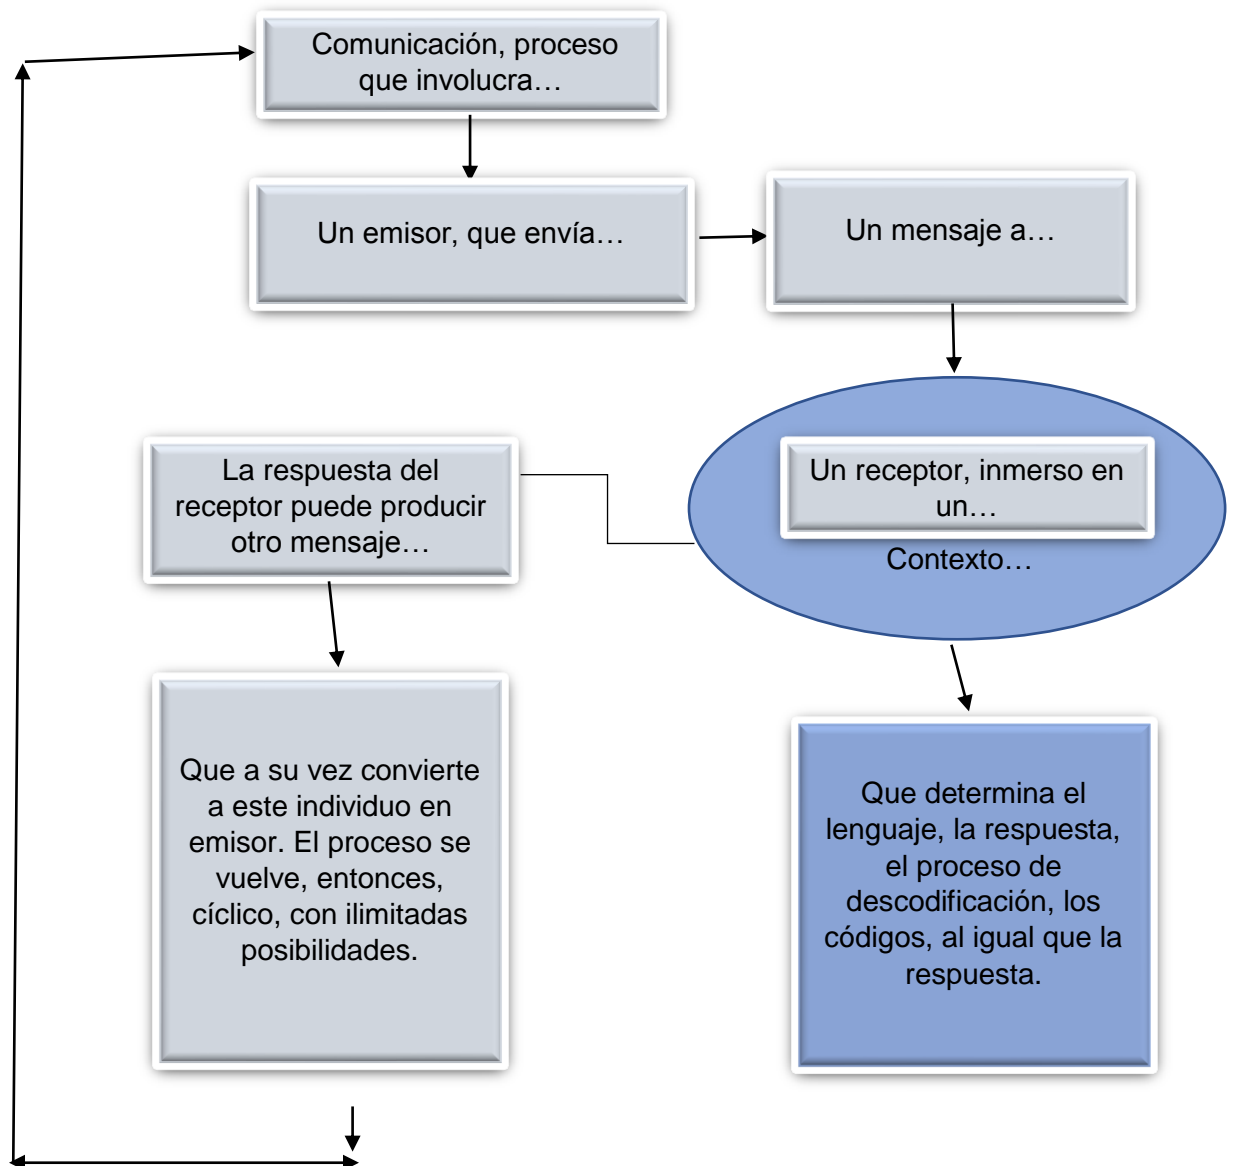 Comunicación, proceso
que involucra…
Un emisor, que envía…
Un mensaje a…
Un receptor, inmerso en
un…
Contexto…
La respuesta del
receptor puede producir
otro mensaje…
Que a su vez convierte
a este individuo en
emisor. El proceso se
vuelve, entonces,
cíclico, con ilimitadas
posibilidades.
Que determina el
lenguaje, la respuesta,
el proceso de
descodificación, los
códigos, al igual que la
respuesta.